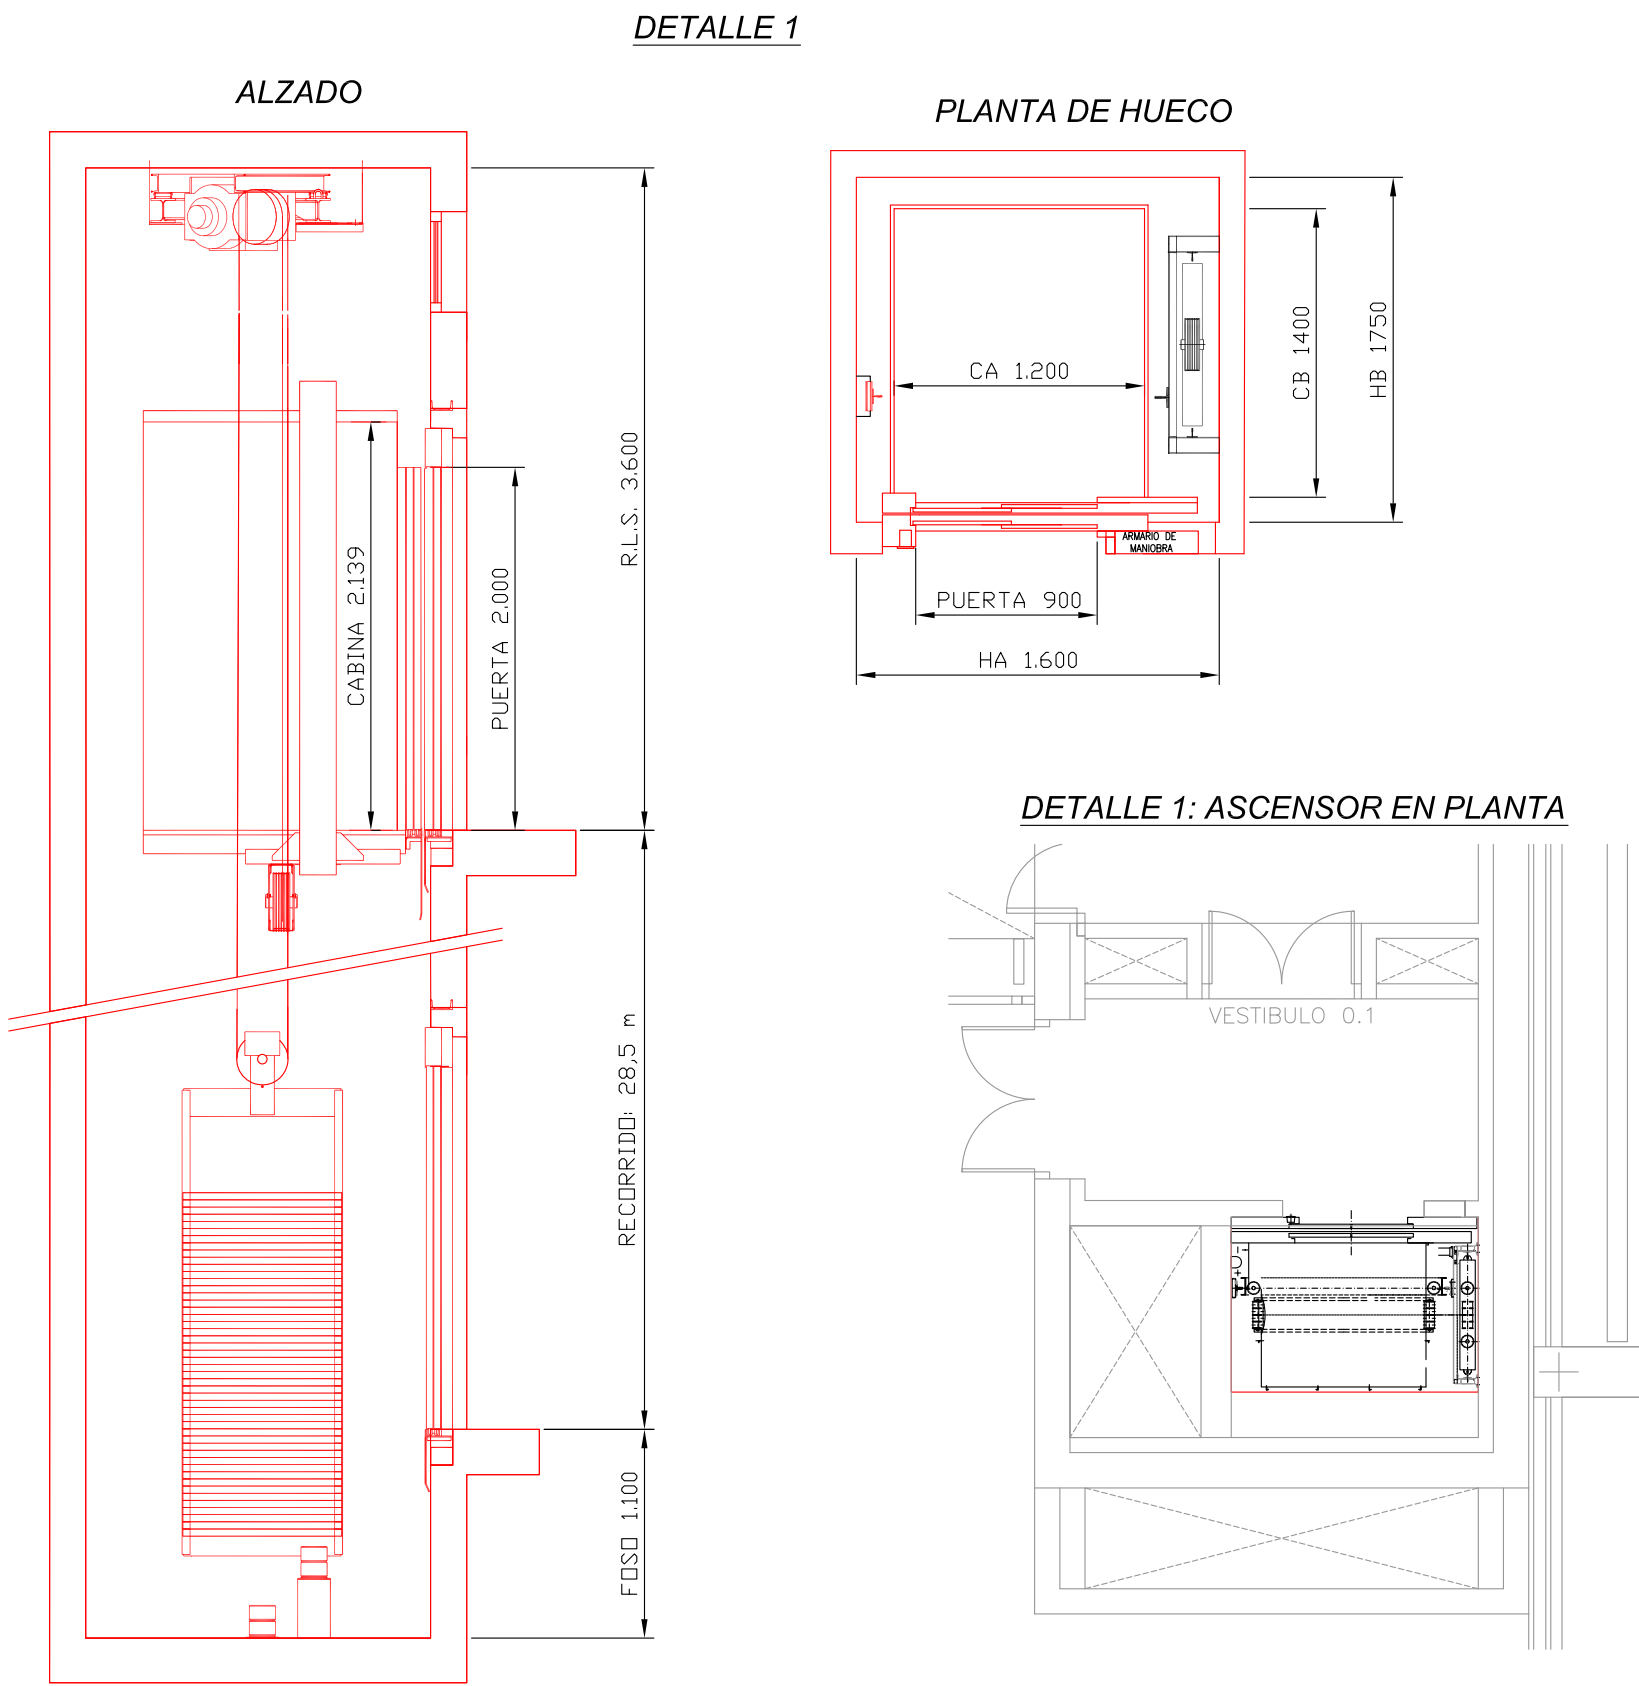 DETALLE 1
ALZADO
PLANTA DE HUECO
CABINA 2.139
PUERTA 2.000
R.L.S. 3.600
RECORRIDO: 28,5 m
FOSO 1.100
CA 1.200
CB 1400
HB 1750
ARMARIO DE
MANIOBRA
PUERTA 900
HA 1.600
DETALLE 1: ASCENSOR EN PLANTA
VESTIBULO 0.1